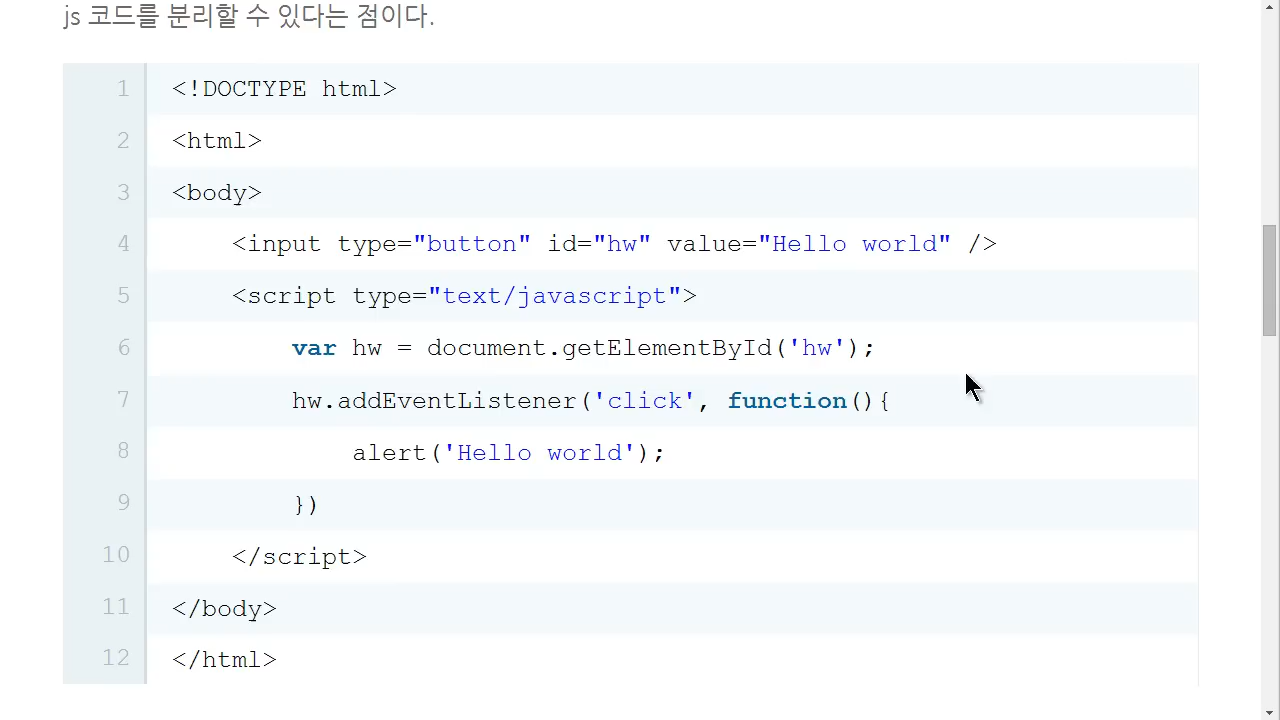 js 코드를 분리할 수 있다는 점이다.
1 <!DOCTYPE html>
2 <html>
3 <body>
4     <input type="button" id="hw" value="Hello world" />
5     <script type="text/javascript">
6         var hw = document.getElementById('hw');
7         hw.addEventListener('click', function(){
8             alert('Hello world');
9         })
10     </script>
11 </body>
12 </html>